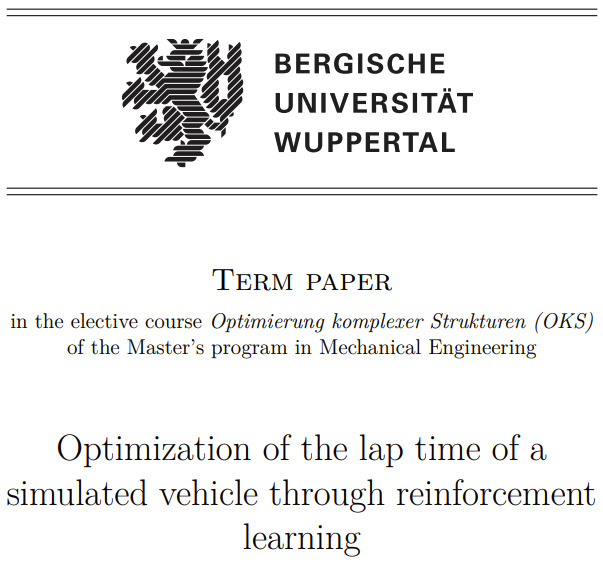 BERGISCHE
UNIVERSITÄT
WUPPERTAL
TERM PAPER
in the elective course Optimierung komplexer Strukturen (OKS)
of the Master's program in Mechanical Engineering
Optimization of the lap time of a
simulated vehicle through reinforcement
learning